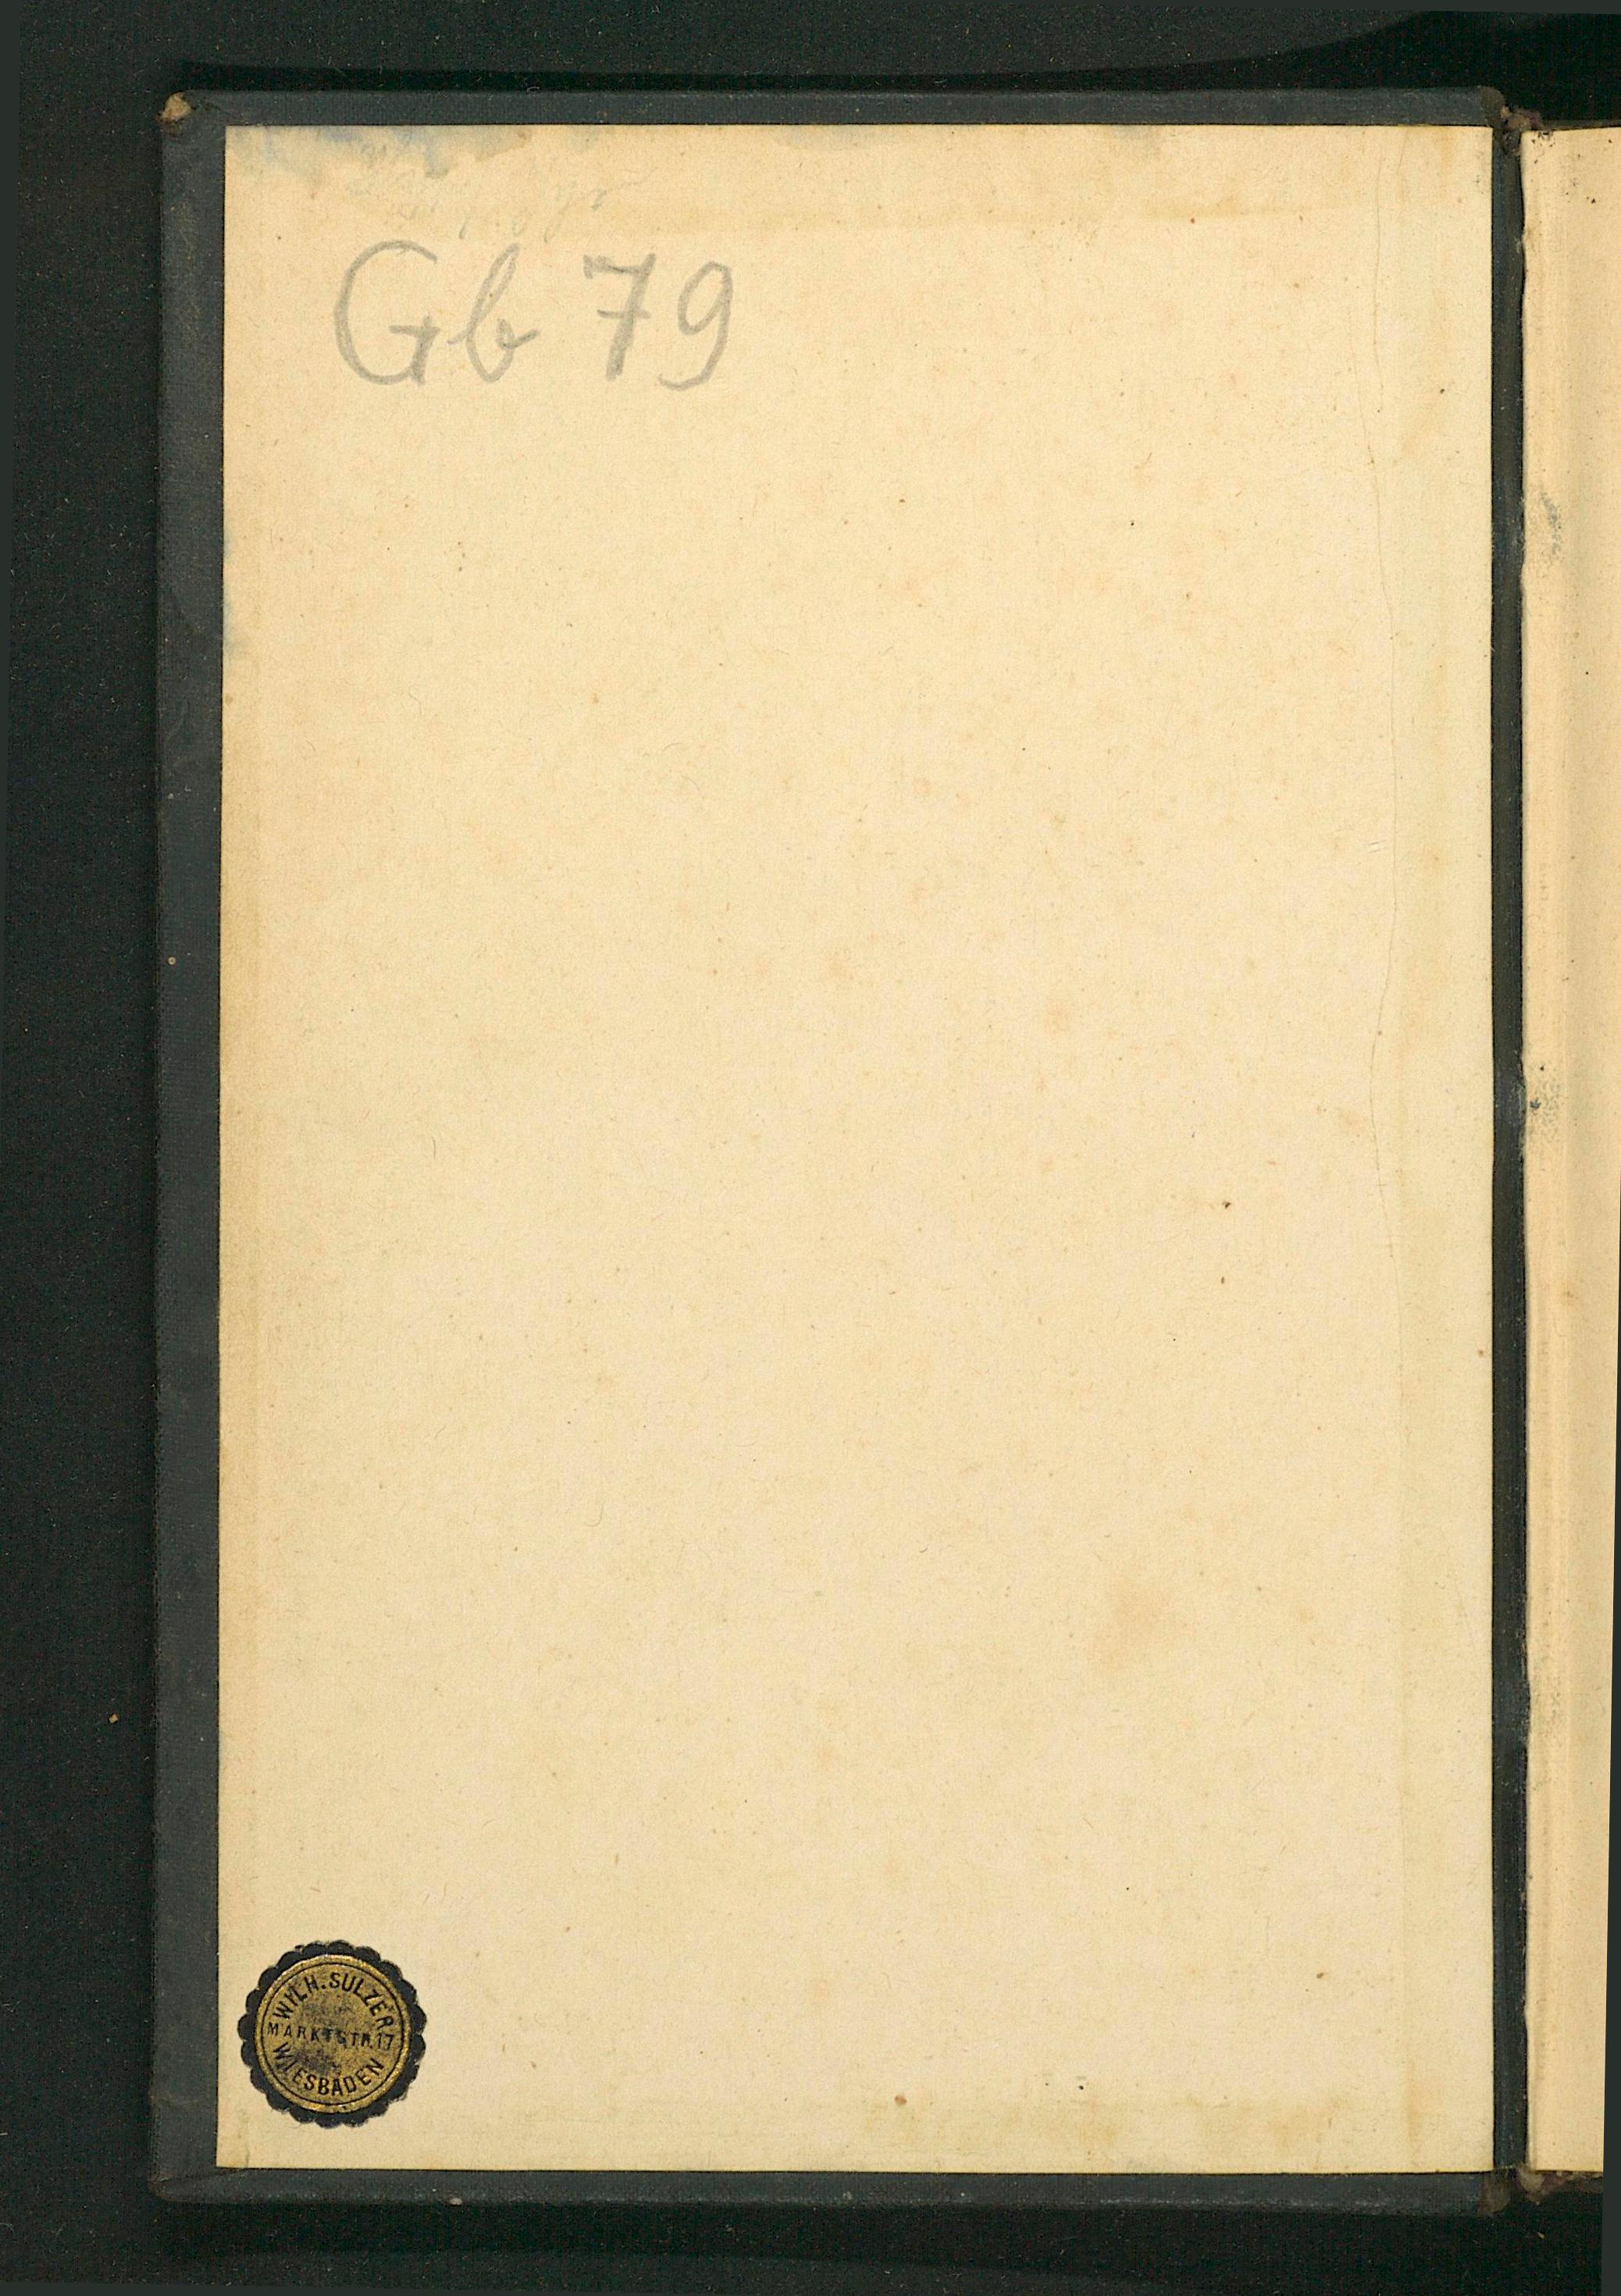 Gb 79
WILH. SULZER
MARKTSTR. 17
WIESBADEN